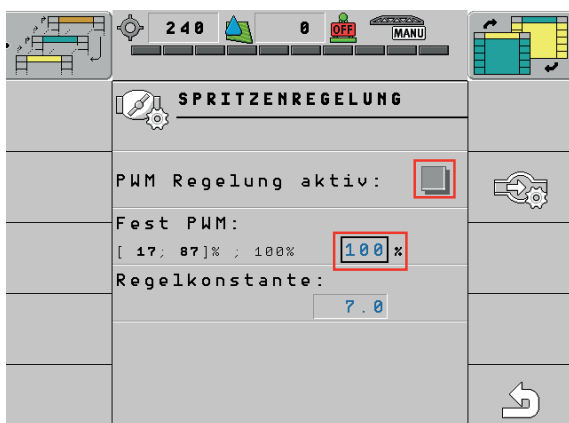 240 0 OFF MANU
SPRITZENREGELUNG
PWM Regelung aktiv:
Fest PWM:
[ 17; 87]% ; 100% 100 %
Regelkonstante:
7.0